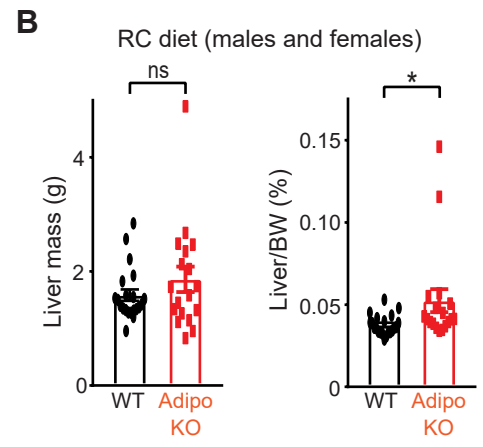 B
RC diet (males and females)
ns
Liver mass (g)
4
2
0
WT
Adipo
KO
*
Liver/BW (%)
0.15
0.10
0.05
0
WT
Adipo
KO